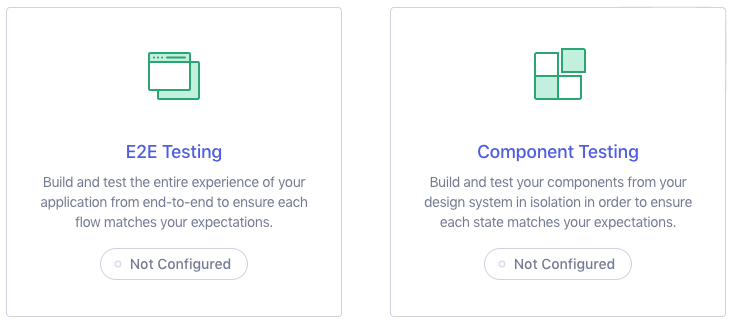 E2E Testing
Build and test the entire experience of your
application from end-to-end to ensure each
flow matches your expectations.
Not Configured
Component Testing
Build and test your components from your
design system in isolation in order to ensure
each state matches your expectations.
Not Configured